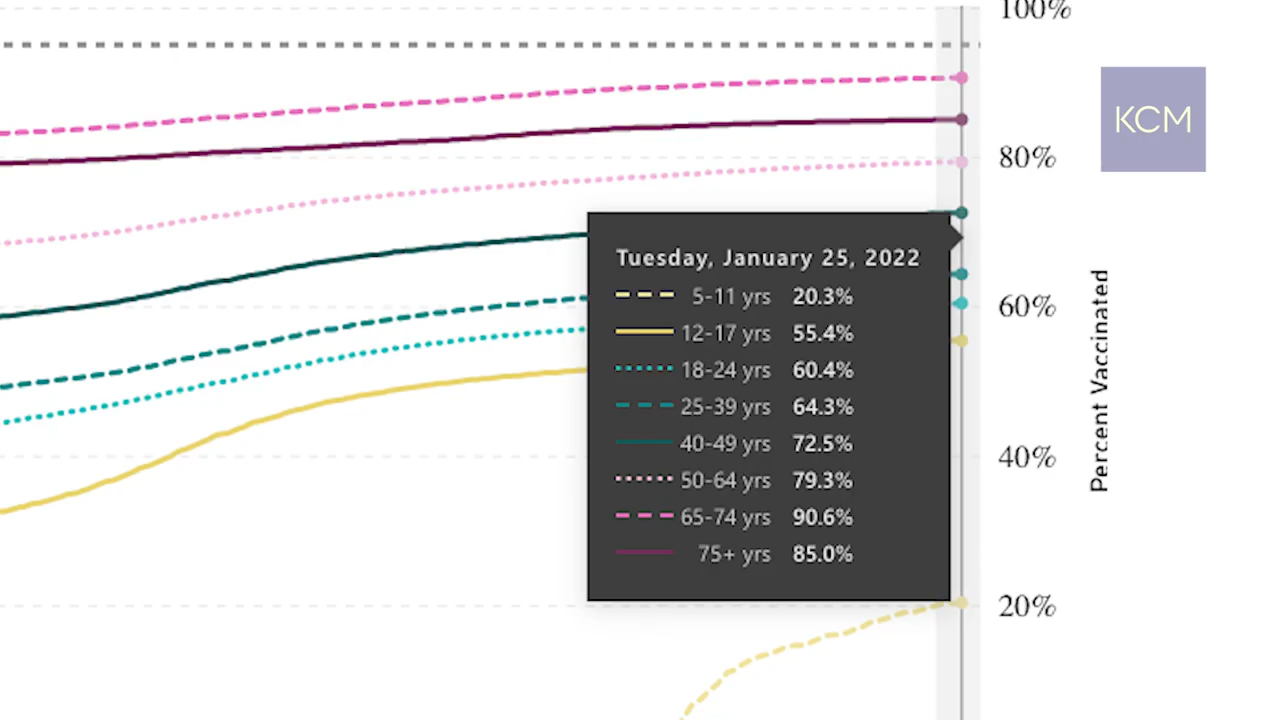 100%
KCM
80%
60%
40%
20%
Percent Vaccinated
Tuesday, January 25, 2022
5-11 yrs 20.3%
12-17 yrs 55.4%
18-24 yrs 60.4%
25-39 yrs 64.3%
40-49 yrs 72.5%
50-64 yrs 79.3%
65-74 yrs 90.6%
75+ yrs 85.0%